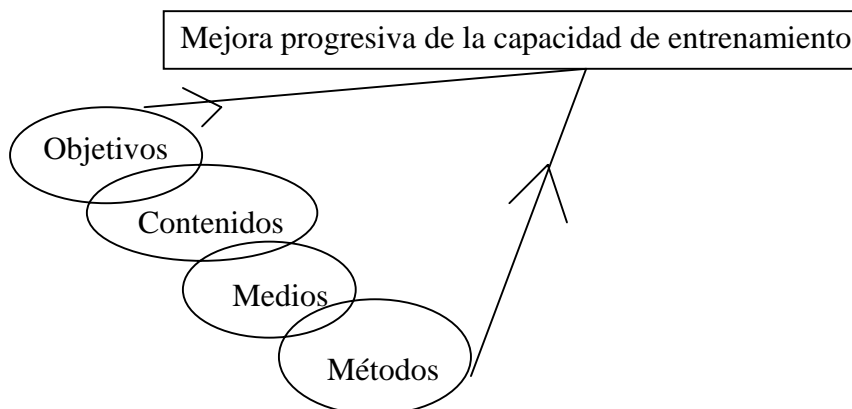 Mejora progresiva de la capacidad de entrenamiento
Objetivos
Contenidos
Medios
Métodos